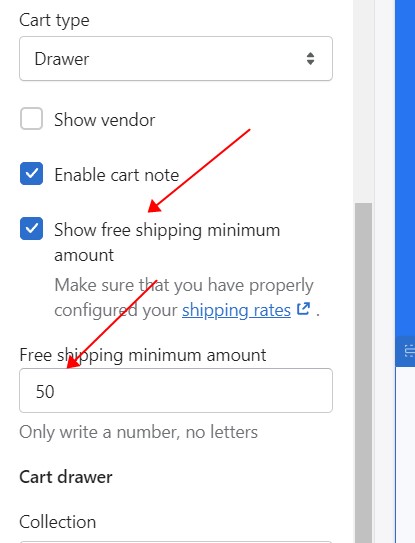 Cart type
Drawer
Show vendor
Enable cart note
Show free shipping minimum
amount
Make sure that you have properly
configured your shipping rates .
Free shipping minimum amount
50
Only write a number, no letters
Cart drawer
Collection